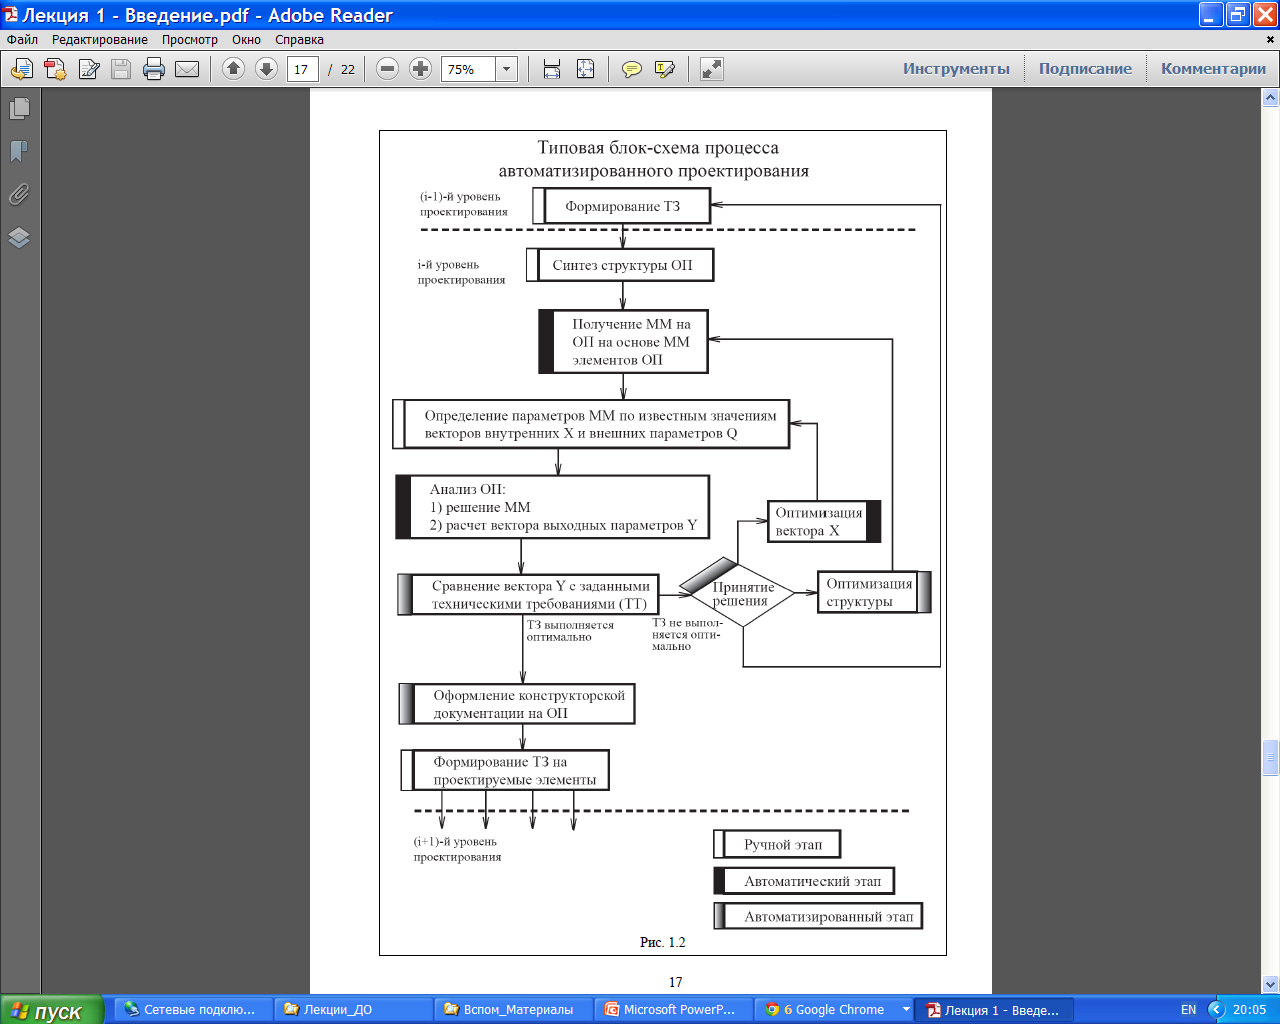 Лекция 1 - Введение.pdf - Adobe Reader
Файл Редактирование Просмотр Окно Справка
17 / 22 75% Инструменты Подписание Комментарии
Типовая блок-схема процесса
автоматизированного проектирования
(i-1)-й уровень
проектирования
Формирование ТЗ
i-й уровень
проектирования
Синтез структуры ОП
Получение ММ на
ОП на основе ММ
элементов ОП
Определение параметров ММ по известным значениям
векторов внутренних X и внешних параметров Q
Анализ ОП:
1) решение ММ
2) расчет вектора выходных параметров Y
Оптимизация
вектора X
Сравнение вектора Y с заданными
техническими требованиями (ТТ)
Принятие
решения
Оптимизация
структуры
ТЗ выполняется
оптимально
ТЗ не выпол-
няется опти-
мально
Оформление конструкторской
документации на ОП
Формирование ТЗ на
проектируемые элементы
(i+1)-й уровень
проектирования
Ручной этап
Автоматический этап
Автоматизированный этап
Рис. 1.2
17
пуск Сетевые подклю... Лекции_ДО Вспом_Материалы Microsoft PowerP... 6 Google Chrome Лекция 1 - Введе... EN 20:05